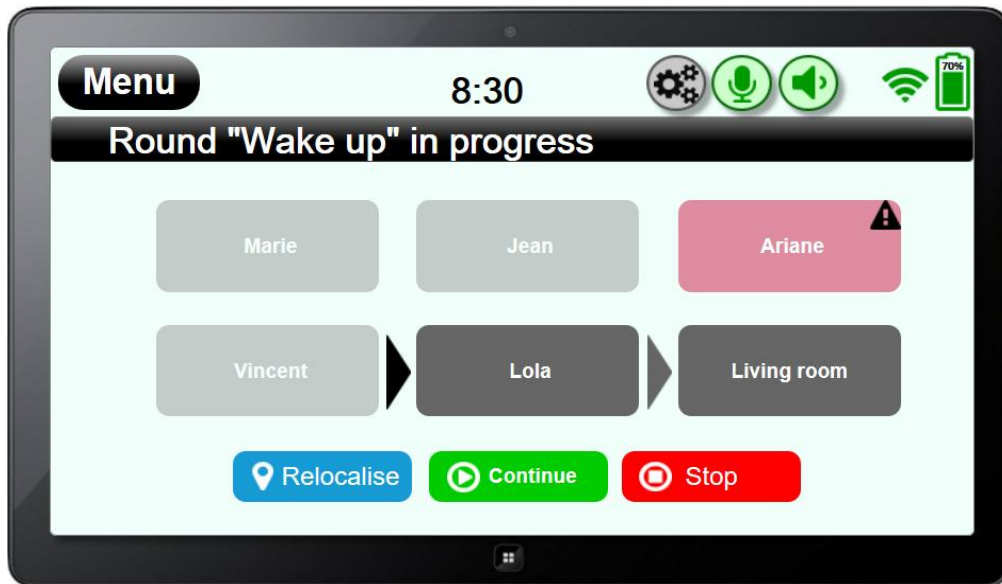 Menu
8:30
70%
Round "Wake up" in progress
Marie
Jean
Ariane
Vincent
Lola
Living room
Relocalise
Continue
Stop